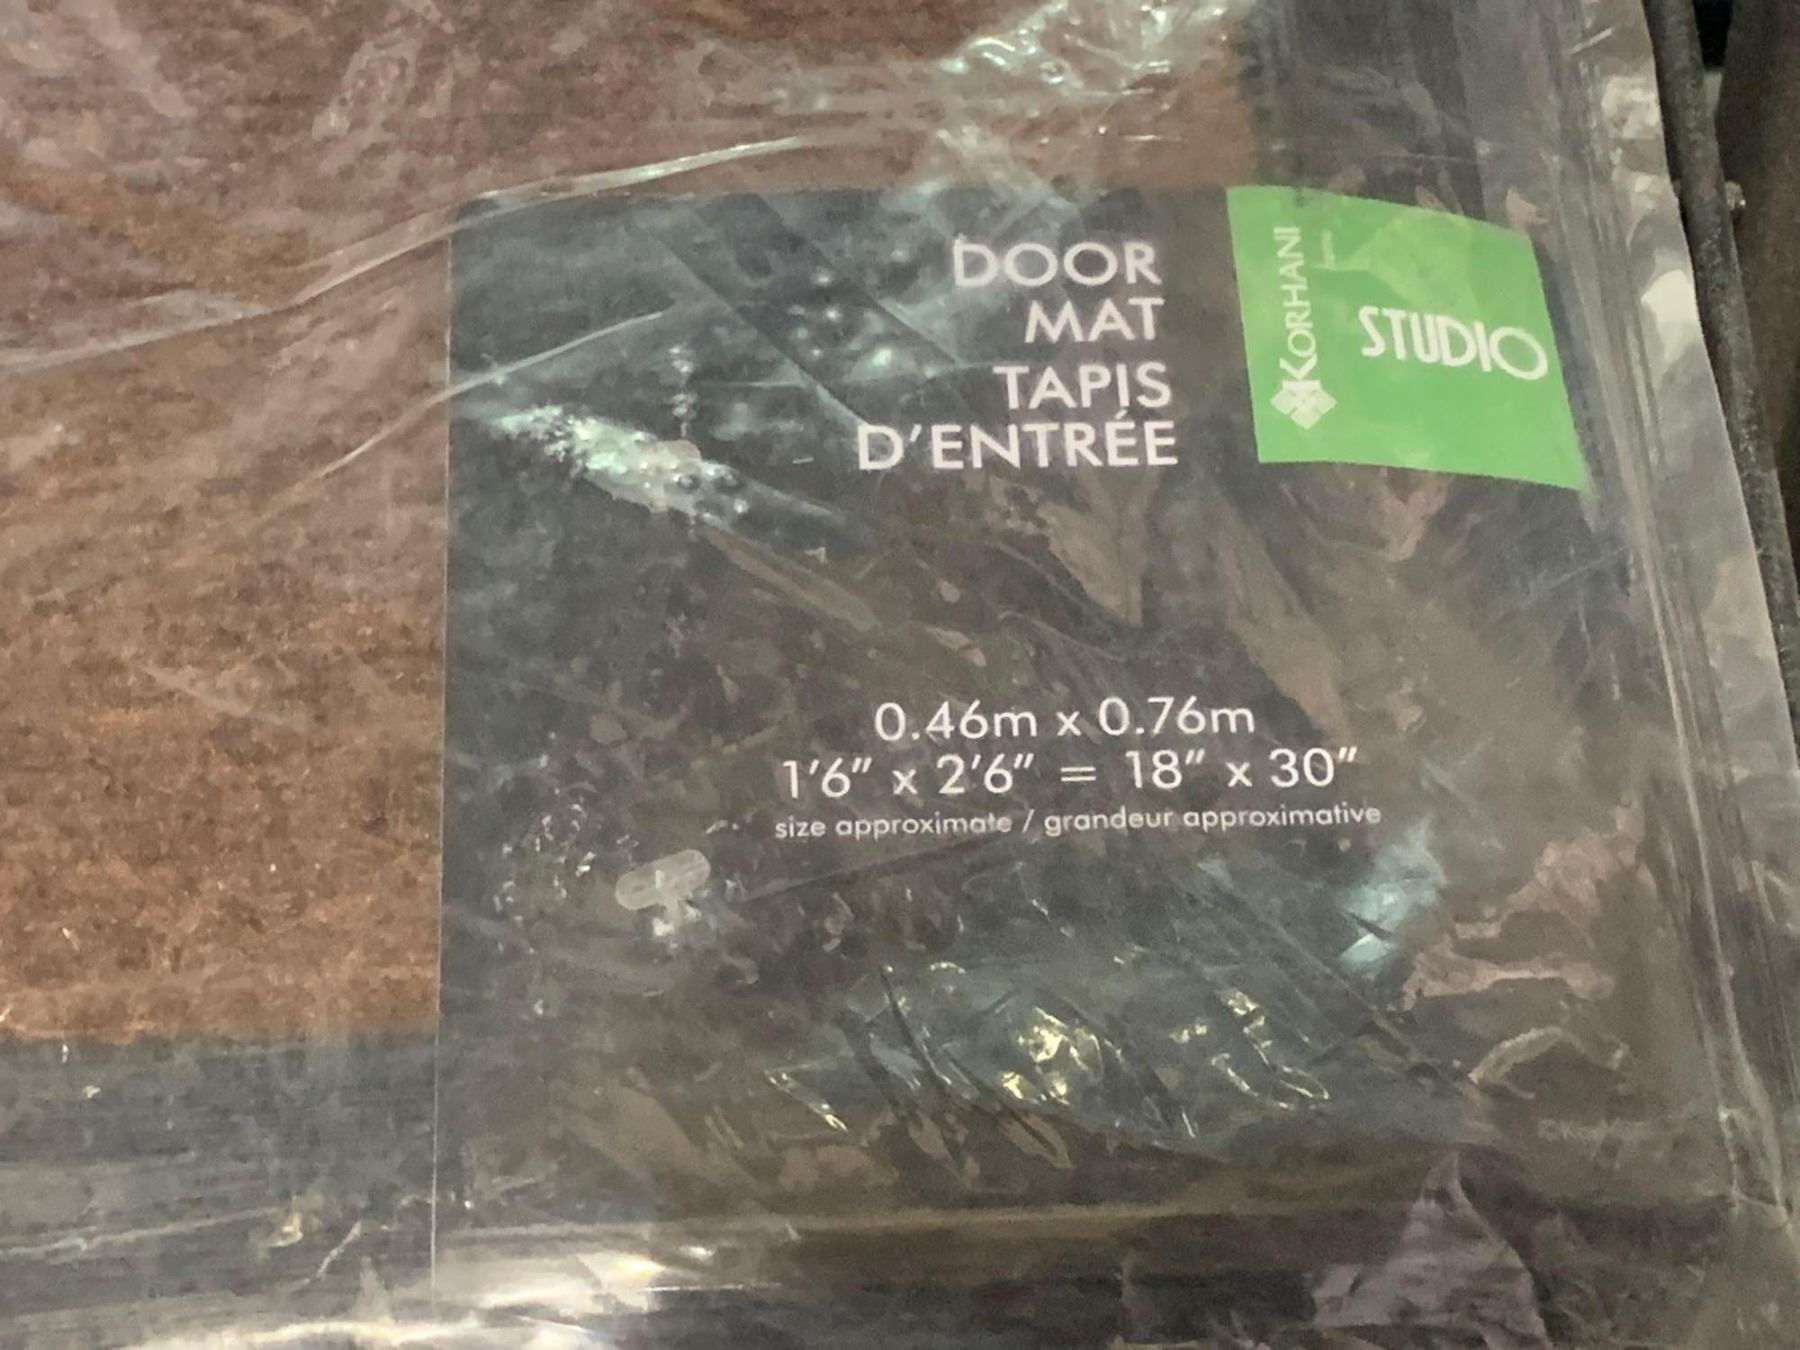 DOOR
MAT
TAPIS
D'ENTRÉE
KORHANI
STUDIO
0.46m x 0.76m
1'6" x 2'6" = 18" x 30"
size approximate / grandeur approximative